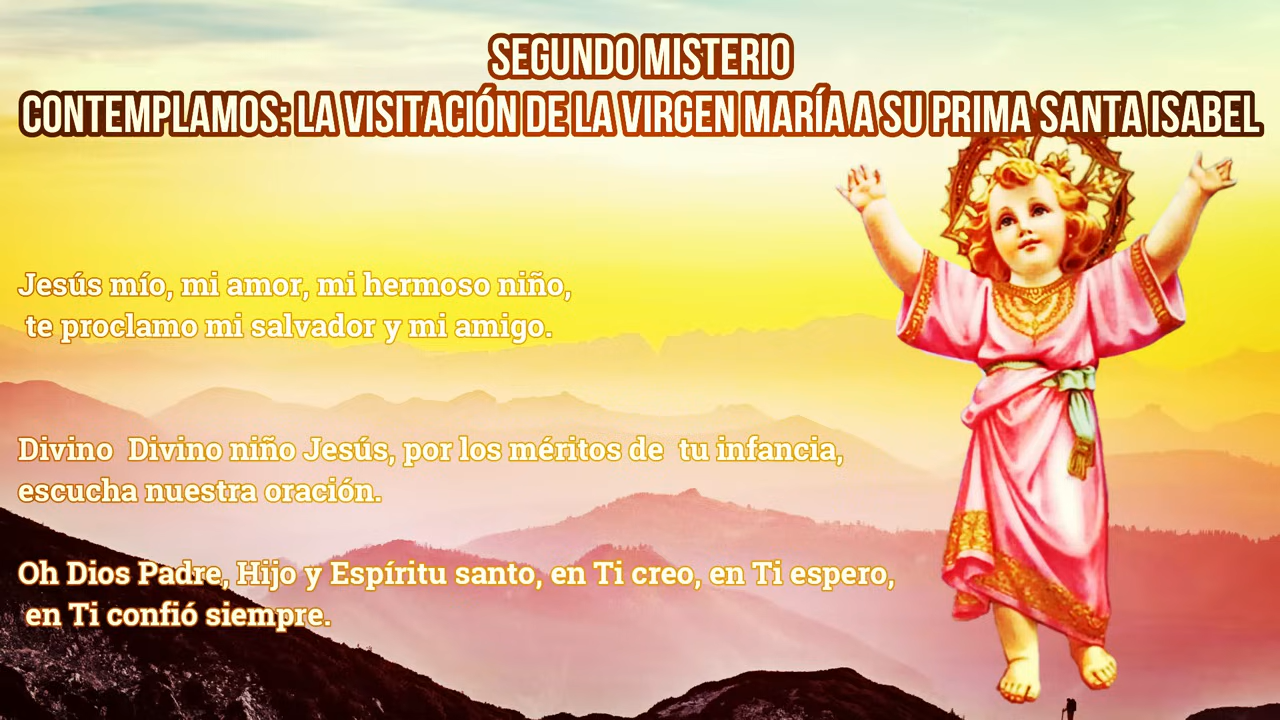 SEGUNDO MISTERIO
CONTEMPLAMOS: LA VISITACIÓN DE LA VIRGEN MARÍA A SU PRIMA SANTA ISABEL
Jesús mío, mi amor, mi hermoso niño,
te proclamo mi salvador y mi amigo.
Divino Divino niño Jesús, por los méritos de tu infancia,
escucha nuestra oración.
Oh Dios Padre, Hijo y Espíritu santo, en Ti creo, en Ti espero,
en Ti confió siempre.